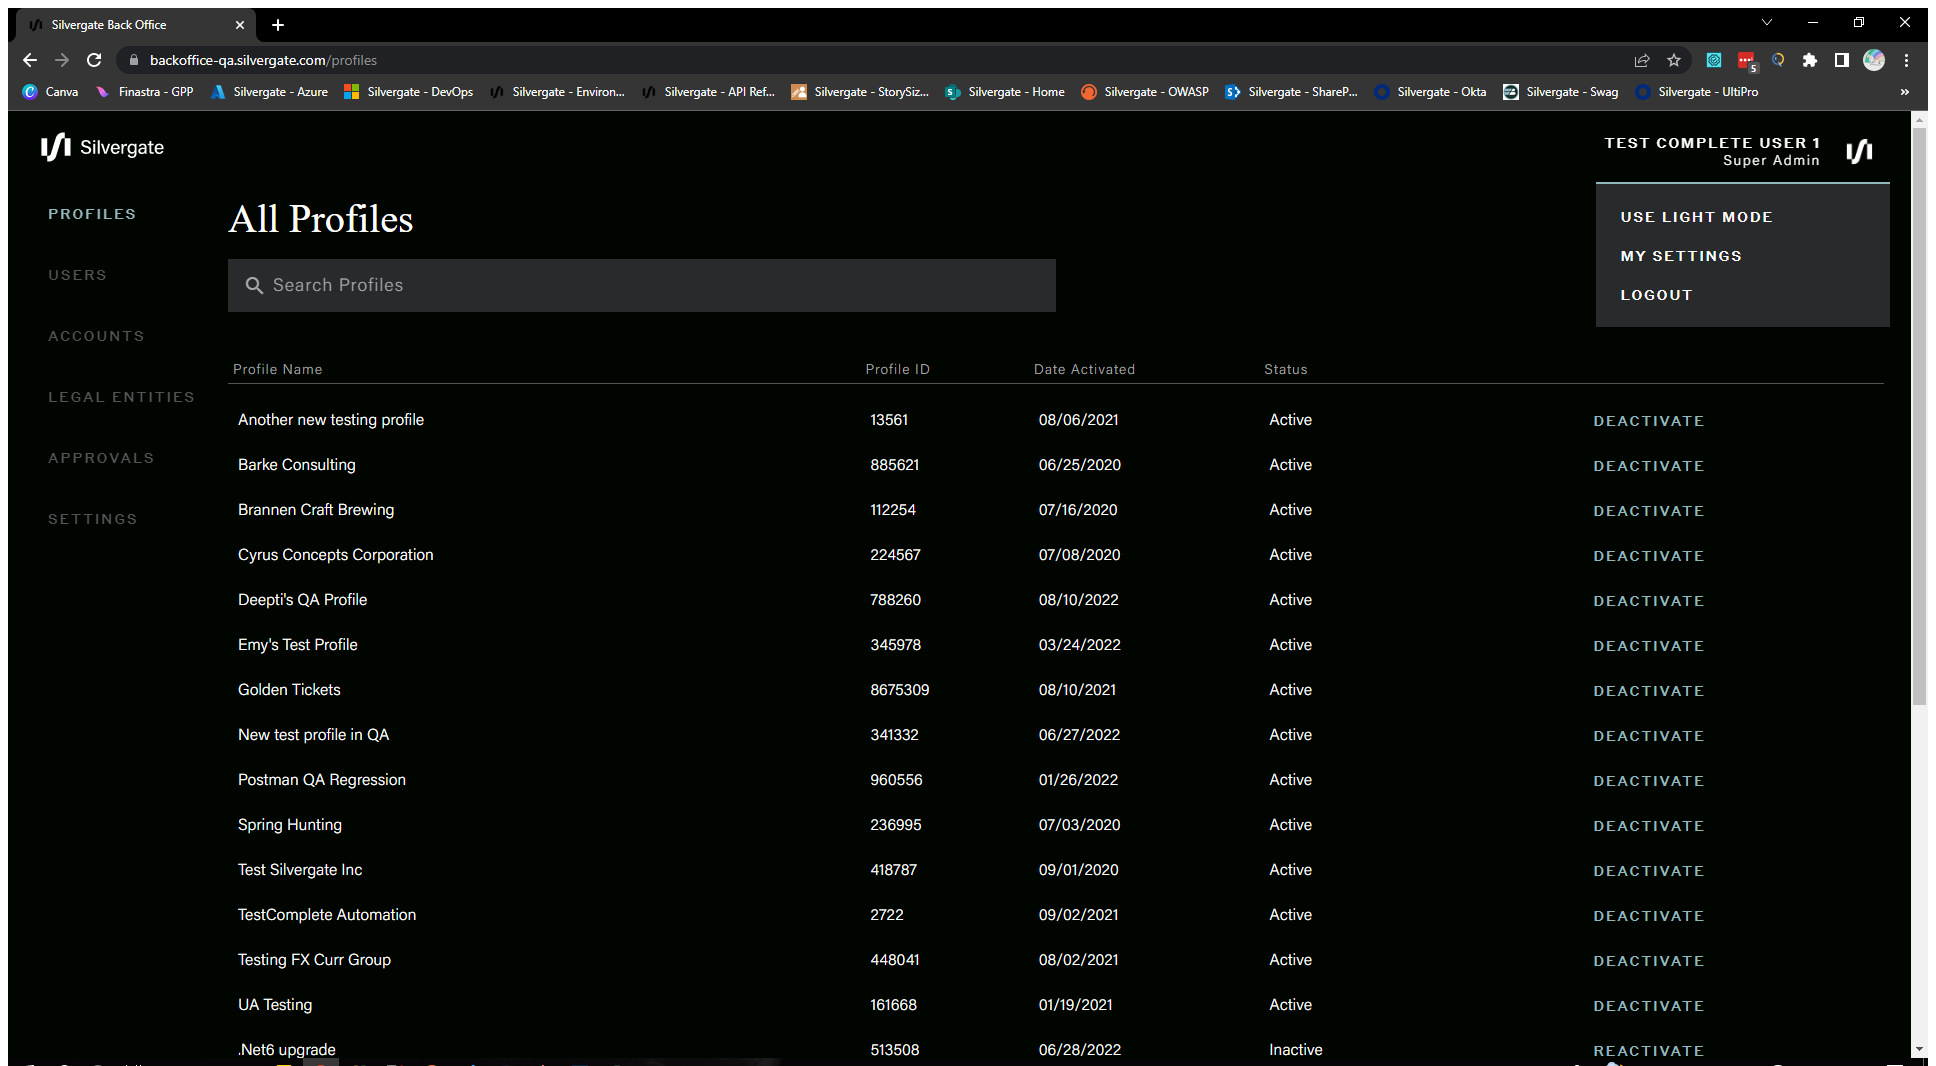 Silvergate Back Office
backoffice-qa.silvergate.com/profiles
5
Canva Finastra - GPP Silvergate - Azure Silvergate - DevOps Silvergate - Environ... Silvergate - API Ref... Silvergate - StorySiz... Silvergate - Home Silvergate - OWASP Silvergate - ShareP... Silvergate - Okta Silvergate - Swag Silvergate - UltiPro
Silvergate
TEST COMPLETE USER 1
Super Admin
USE LIGHT MODE
MY SETTINGS
LOGOUT
PROFILES
USERS
ACCOUNTS
LEGAL ENTITIES
APPROVALS
SETTINGS
All Profiles
Search Profiles
Profile Name Profile ID Date Activated Status
Another new testing profile 13561 08/06/2021 Active DEACTIVATE
Barke Consulting 885621 06/25/2020 Active DEACTIVATE
Brannen Craft Brewing 112254 07/16/2020 Active DEACTIVATE
Cyrus Concepts Corporation 224567 07/08/2020 Active DEACTIVATE
Deepti's QA Profile 788260 08/10/2022 Active DEACTIVATE
Emy's Test Profile 345978 03/24/2022 Active DEACTIVATE
Golden Tickets 8675309 08/10/2021 Active DEACTIVATE
New test profile in QA 341332 06/27/2022 Active DEACTIVATE
Postman QA Regression 960556 01/26/2022 Active DEACTIVATE
Spring Hunting 236995 07/03/2020 Active DEACTIVATE
Test Silvergate Inc 418787 09/01/2020 Active DEACTIVATE
TestComplete Automation 2722 09/02/2021 Active DEACTIVATE
Testing FX Curr Group 448041 08/02/2021 Active DEACTIVATE
UA Testing 161668 01/19/2021 Active DEACTIVATE
.Net6 upgrade 513508 06/28/2022 Inactive REACTIVATE